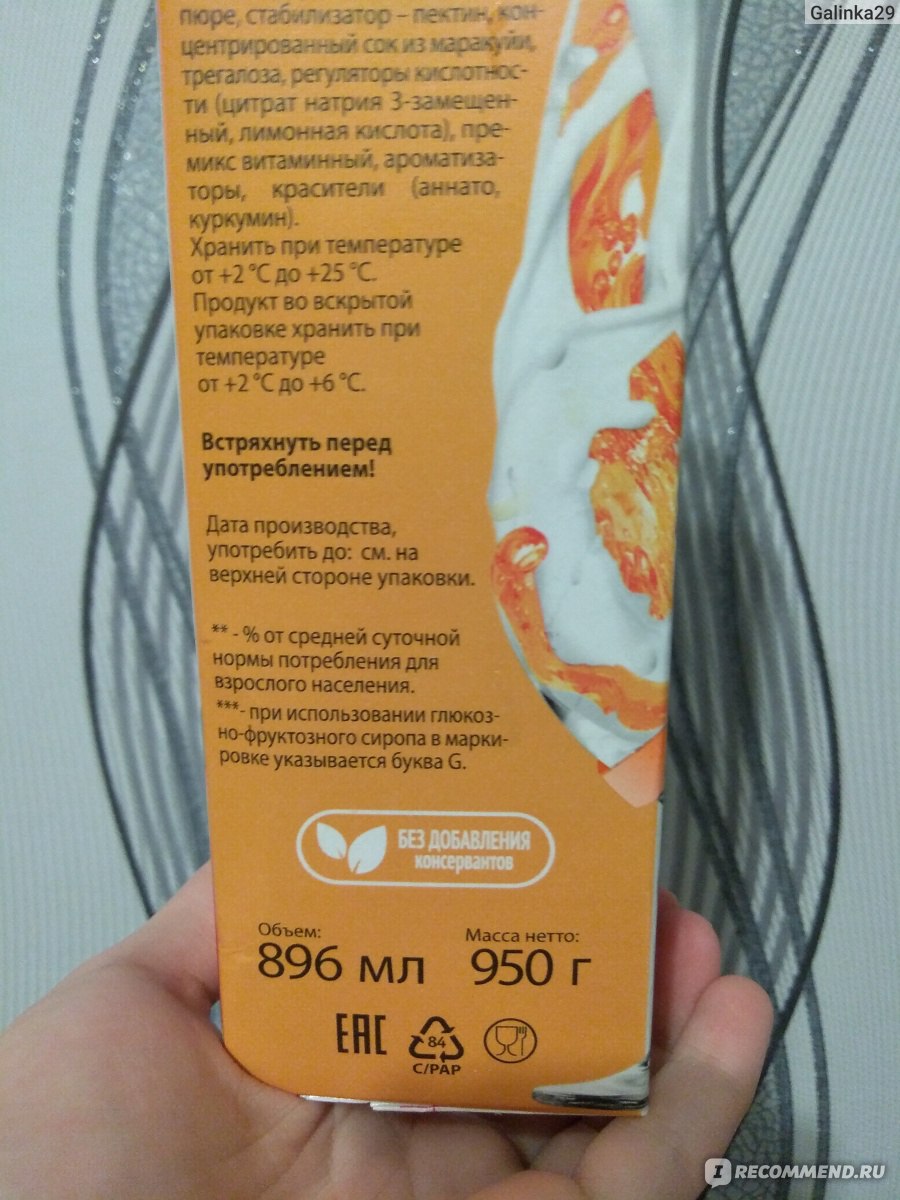 Galinka29
пюре, стабилизатор – пектин, кон-
центрированный сок из маракуйи,
трегалоза, регуляторы кислотнос-
ти (цитрат натрия 3-замещен-
ный, лимонная кислота), пре-
микс витаминный, ароматиза-
торы, красители (аннато,
куркумин).
Хранить при температуре
от +2 °C до +25 °C.
Продукт во вскрытой
упаковке хранить при
температуре
от +2 °C до +6 °C.
Встряхнуть перед
употреблением!
Дата производства,
употребить до: см. на
верхней стороне упаковки.
** - % от средней суточной
нормы потребления для
взрослого населения.
***- при использовании глюкоз-
но-фруктозного сиропа в марки-
ровке указывается буква G.
БЕЗ ДОБАВЛЕНИЯ
консервантов
Объем: Масса нетто:
896 мл 950 г
EAC 84
C/PAP
IRECOMMEND.RU